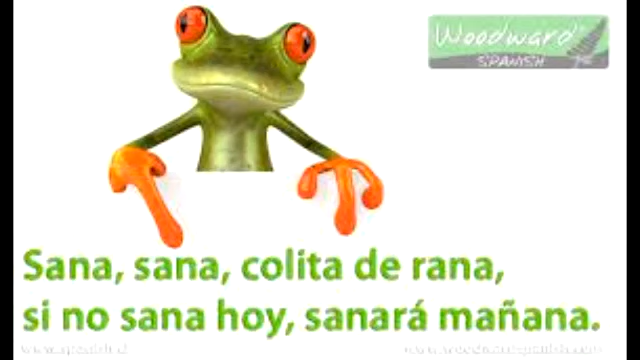 Woodward
SPANISH
Sana, sana, colita de rana,
si no sana hoy, sanará mañana.